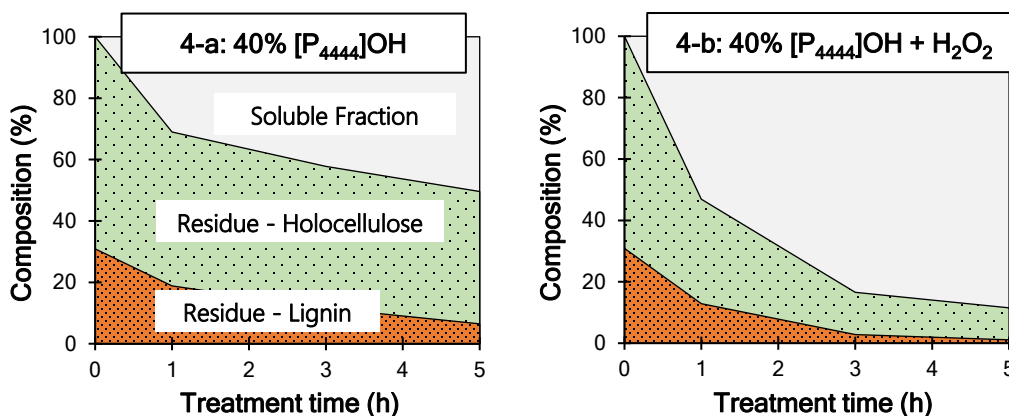 4-a: 40% [P₄₄₄₄]OH
Composition (%)
100
80
60
40
20
0
Soluble Fraction
Residue - Holocellulose
Residue - Lignin
0 1 2 3 4 5
Treatment time (h)
4-b: 40% [P₄₄₄₄]OH + H₂O₂
Composition (%)
100
80
60
40
20
0
0 1 2 3 4 5
Treatment time (h)